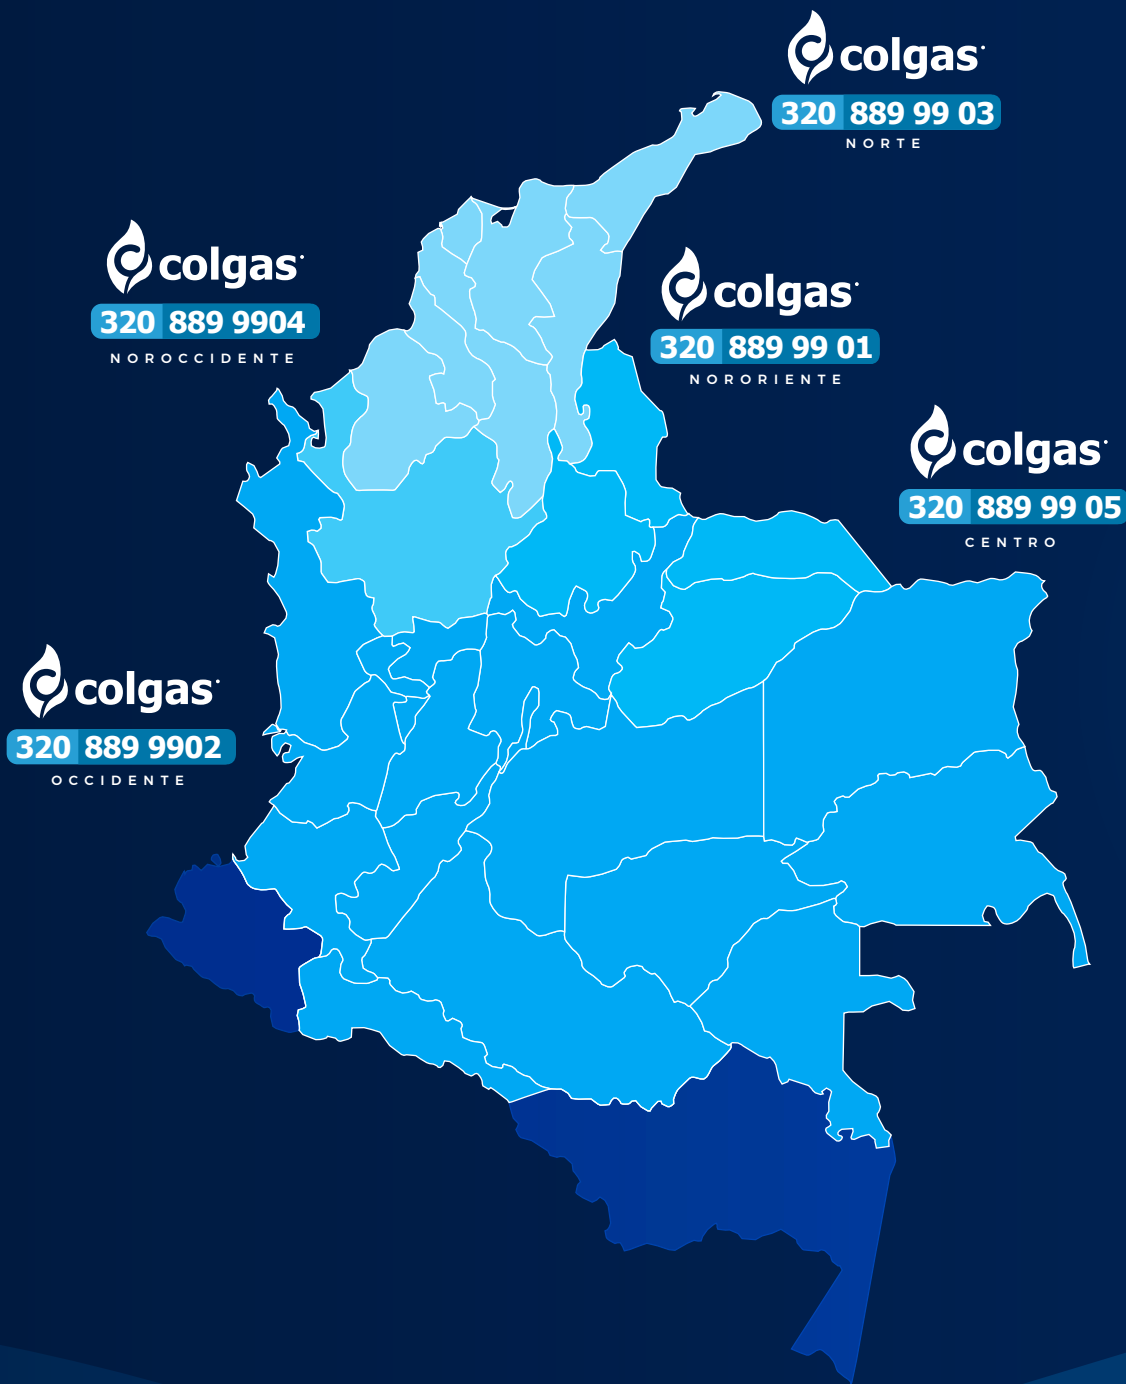 colgas
320 889 99 03
NORTE
colgas
320 889 9904
NOROCCIDENTE
colgas
320 889 99 01
NORORIENTE
colgas
320 889 99 05
CENTRO
colgas
320 889 9902
OCCIDENTE